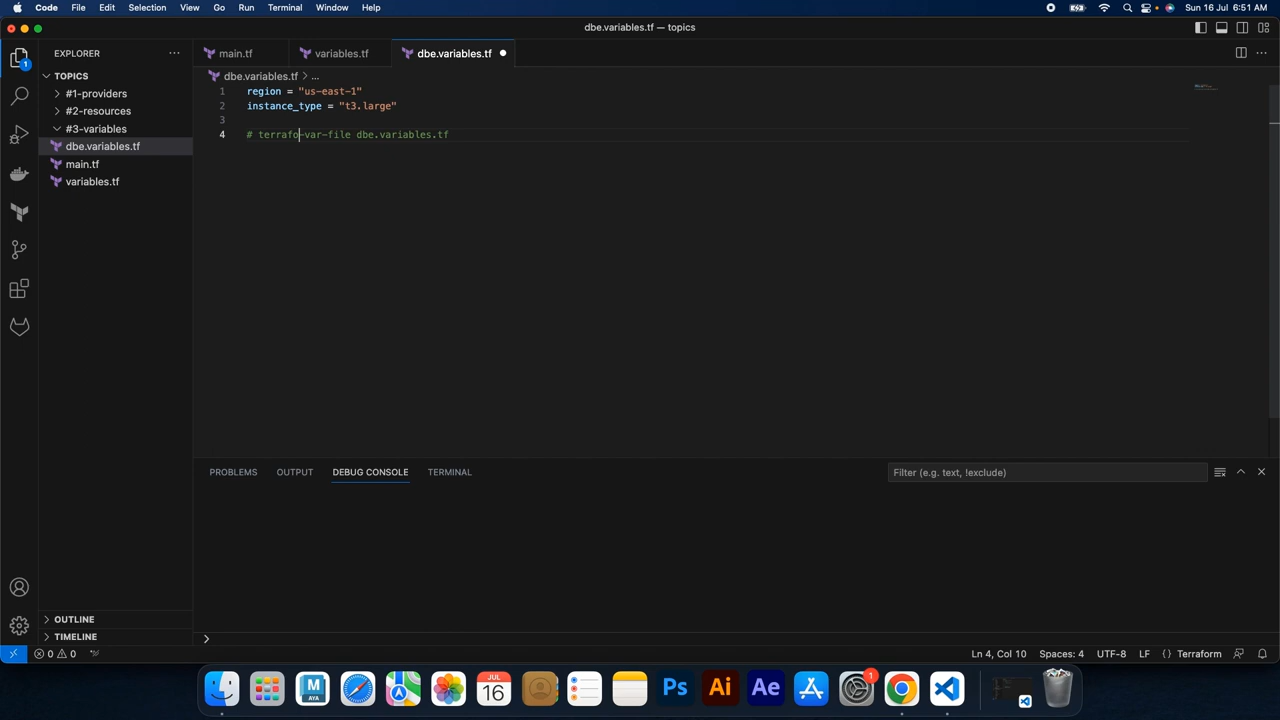 Code File Edit Selection View Go Run Terminal Window Help Sun 16 Jul 6:51 AM
dbe.variables.tf — topics
EXPLORER ··· main.tf variables.tf dbe.variables.tf
TOPICS
#1-providers
#2-resources
#3-variables
dbe.variables.tf
main.tf
variables.tf
dbe.variables.tf > ...
1 region = "us-east-1"
2 instance_type = "t3.large"
3
4 # terrafo-var-file dbe.variables.tf
PROBLEMS OUTPUT DEBUG CONSOLE TERMINAL Filter (e.g. text, !exclude)
OUTLINE
TIMELINE
0 0 Ln 4, Col 10 Spaces: 4 UTF-8 LF {} Terraform
1
MAYA JUL 16 Ps Ai Ae 1